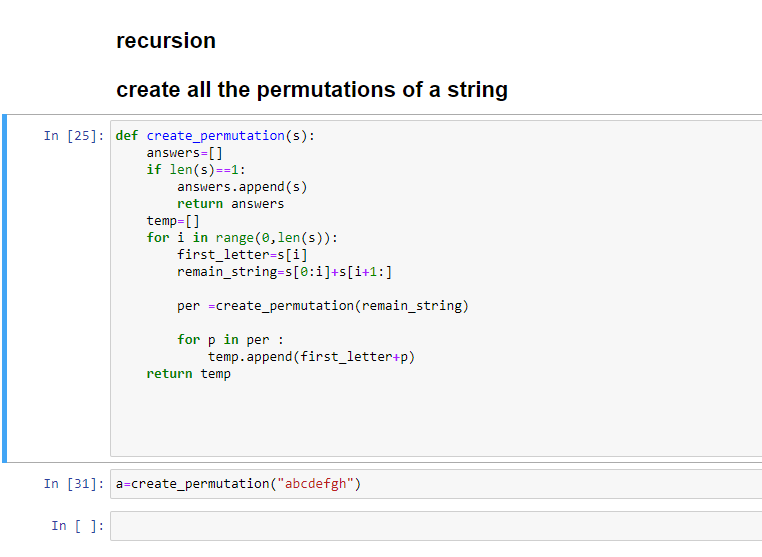 recursion
create all the permutations of a string
In [25]: def create_permutation(s):
    answers=[]
    if len(s)==1:
        answers.append(s)
        return answers
    temp=[]
    for i in range(0,len(s)):
        first_letter=s[i]
        remain_string=s[0:i]+s[i+1:]
        per =create_permutation(remain_string)
        for p in per :
            temp.append(first_letter+p)
    return temp
In [31]: a=create_permutation("abcdefgh")
In [ ]: